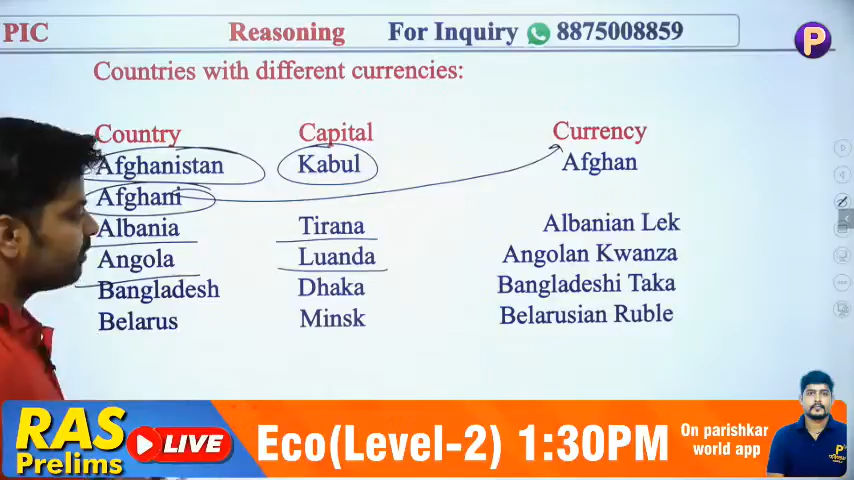 PIC Reasoning For Inquiry 8875008859
P
Countries with different currencies:
Country Capital Currency
Afghanistan Kabul Afghan
Afghani
Albania Tirana Albanian Lek
Angola Luanda Angolan Kwanza
Bangladesh Dhaka Bangladeshi Taka
Belarus Minsk Belarusian Ruble
RAS LIVE
Prelims
Eco(Level-2) 1:30PM
On parishkar
world app
P